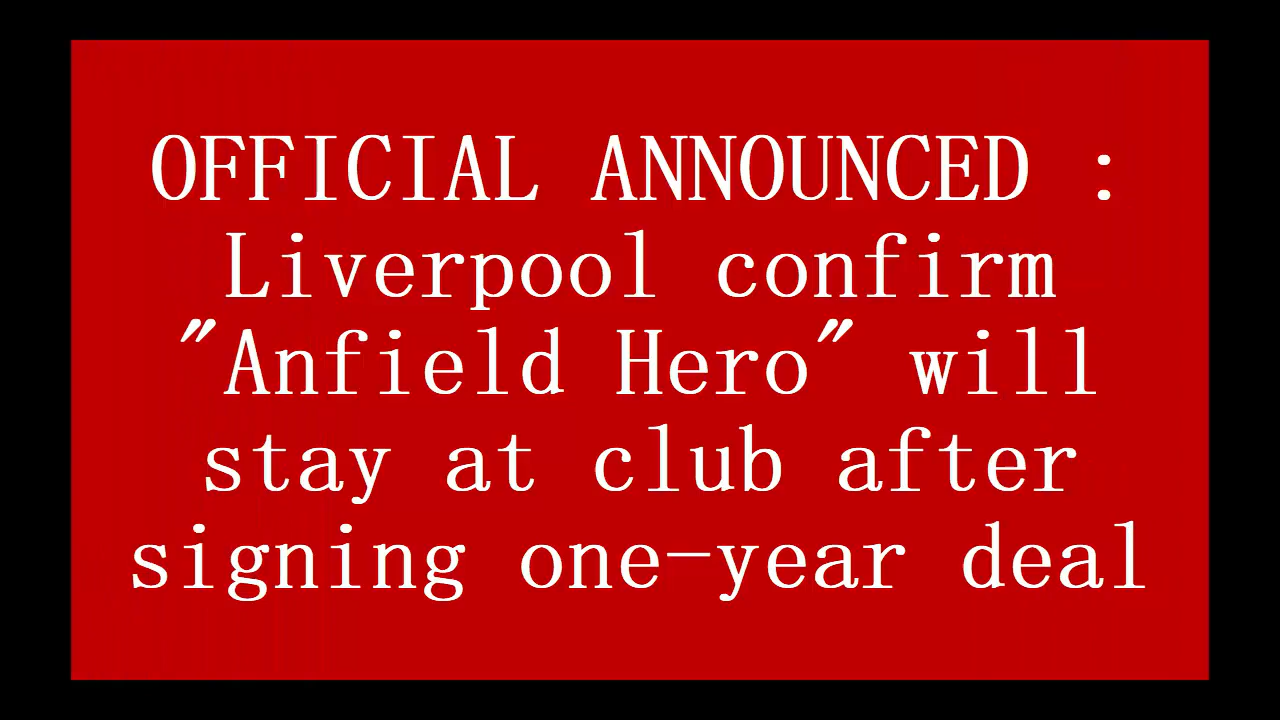 OFFICIAL ANNOUNCED :
Liverpool confirm
"Anfield Hero" will
stay at club after
signing one-year deal